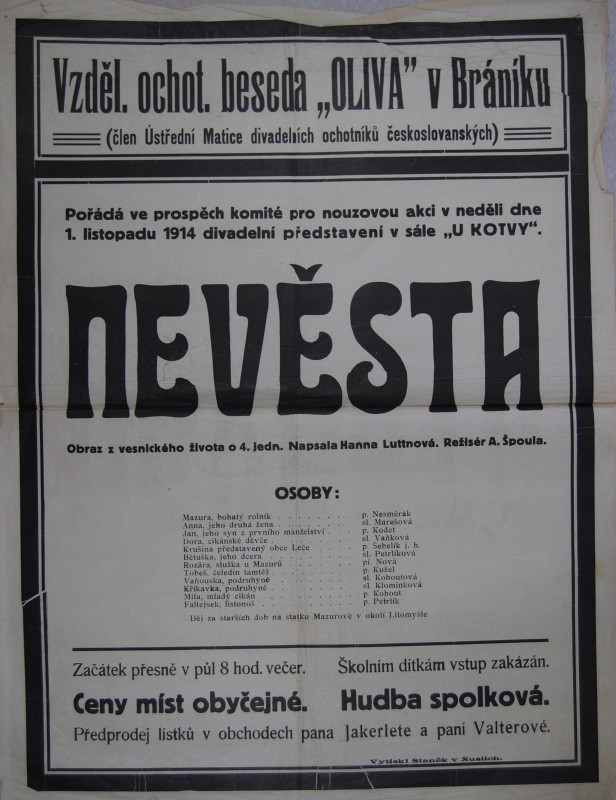 Vzděl. ochot. beseda „OLIVA” v Bráníku
(člen Ústřední Matice divadelních ochotníků českoslovanských)
Pořádá ve prospěch komité pro nouzovou akci v neděli dne
1. listopadu 1914 divadelní představení v sále „U KOTVY“.
NEVĚSTA
Obraz z vesnického života o 4. jedn. Napsala Hanna Luttnová. Režisér A. Špoula.
OSOBY:
Mazura, bohatý rolník . . . . . . . . p. Nesměrák
Anna, jeho druhá žena . . . . . . . . sl. Marešová
Jan, jeho syn z prvního manželství . . . p. Kodet
Dora, cikánské děvče . . . . . . . . sl. Vaňková
Krušina představený obce Leče . . . . p. Šebelík j. h.
Bětuška, jeho dcera . . . . . . . . sl. Petrlíková
Rozára, služka u Mazurů . . . . . . . pí. Nová
Tobeš, čeledín tamtéž . . . . . . . . p. Kužel
Vaňouska, podruhyně . . . . . . . . sl Kohoutová
Křikavka, podruhyně . . . . . . . . sl. Klomínková
Míťa, mladý cikán . . . . . . . . p. Kohout
Faltejsek, listonoš . . . . . . . . p. Petrlík
Děj za starších dob na statku Mazurově v okolí Litomyšle
Začátek přesně v půl 8 hod. večer. Školním dítkám vstup zakázán.
Ceny míst obyčejné. Hudba spolková.
Předprodej lístků v obchodech pana Jakerlete a paní Valterové.
Vytiskl Staněk v Nuslích.